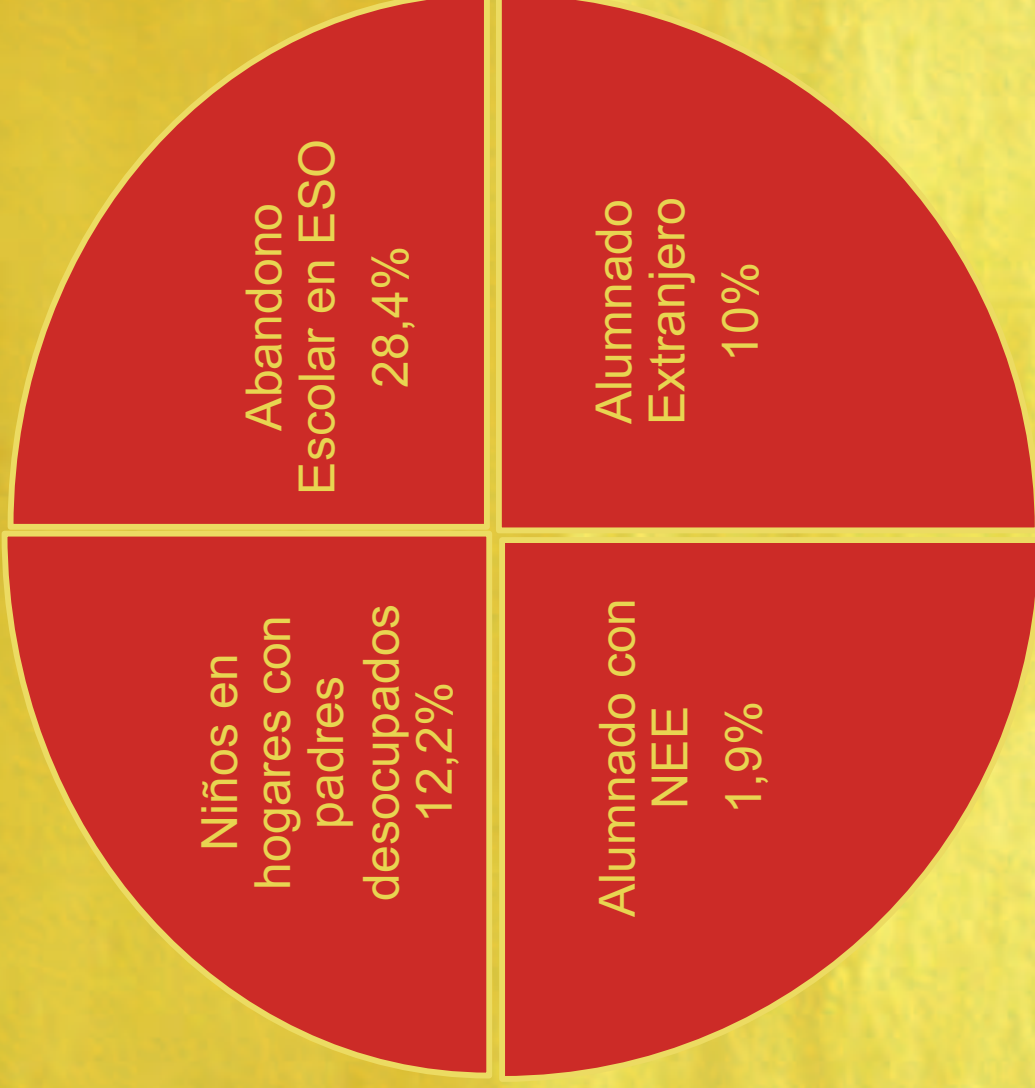 Niños en
hogares con
padres
desocupados
12,2%
Abandono
Escolar en ESO
28,4%
Alumnado con
NEE
1,9%
Alumnado
Extranjero
10%